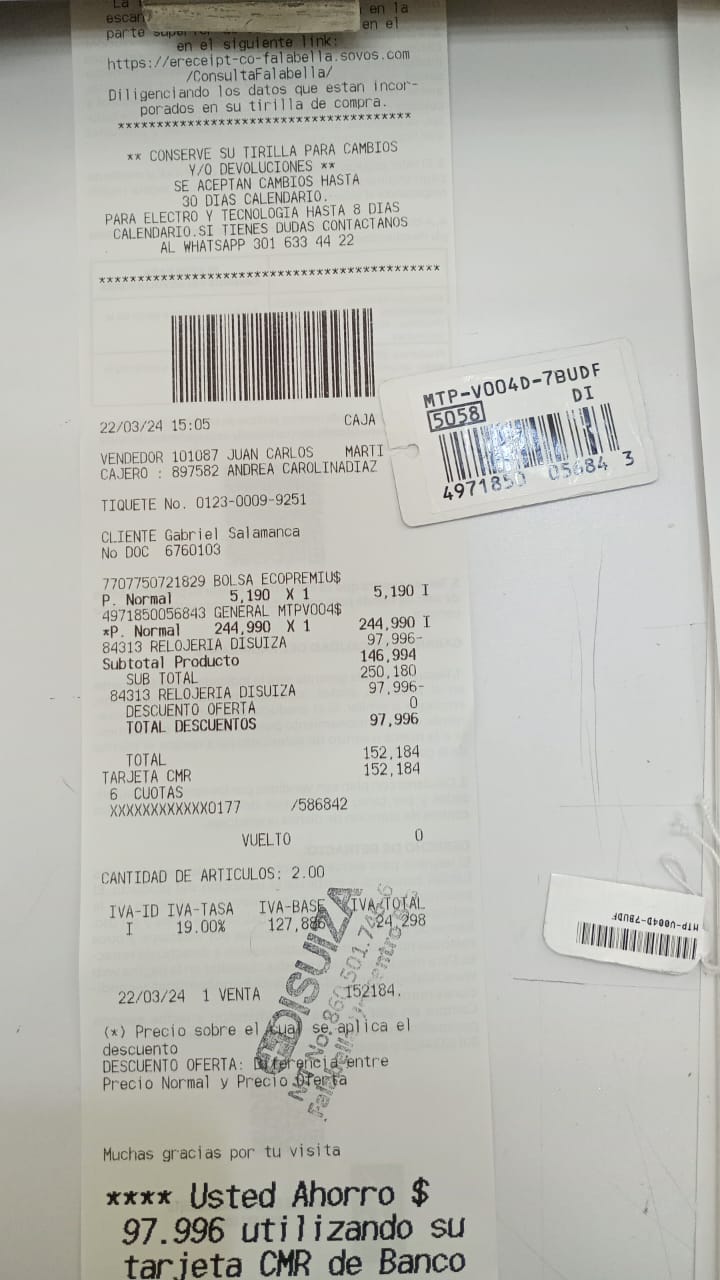 en la
escan
en el
parte
en el siguiente link:
https://ereceipt-co-falabella.sovos.com
/ConsultaFalabella/
Diligenciando los datos que estan incor-
porados en su tirilla de compra.
**************************************
** CONSERVE SU TIRILLA PARA CAMBIOS
Y/O DEVOLUCIONES **
SE ACEPTAN CAMBIOS HASTA
30 DIAS CALENDARIO.
PARA ELECTRO Y TECNOLOGIA HASTA 8 DIAS
CALENDARIO.SI TIENES DUDAS CONTACTANOS
AL WHATSAPP 301 633 44 22
********************************************
22/03/24 15:05 CAJA
VENDEDOR 101087 JUAN CARLOS MARTI
CAJERO : 897582 ANDREA CAROLINADIAZ
TIQUETE No. 0123-0009-9251
CLIENTE Gabriel Salamanca
No DOC 6760103
7707750721829 BOLSA ECOPREMIU$
P. Normal 5,190 X 1 5,190 I
4971850056843 GENERAL MTPV004$
*P. Normal 244,990 X 1 244,990 I
84313 RELOJERIA DISUIZA 97,996-
Subtotal Producto 146,994
SUB TOTAL 250,180
84313 RELOJERIA DISUIZA 97,996-
DESCUENTO OFERTA 0
TOTAL DESCUENTOS 97,996
TOTAL 152,184
TARJETA CMR 152,184
6 CUOTAS
XXXXXXXXXXXX0177 /586842
VUELTO 0
CANTIDAD DE ARTICULOS: 2.00
IVA-ID IVA-TASA IVA-BASE IVA-TOTAL
I 19.00% 127,886 24,298
22/03/24 1 VENTA 152184.
(*) Precio sobre el cual se aplica el
descuento
DESCUENTO OFERTA: Diferencia entre
Precio Normal y Precio Oferta
DISUIZA
Muchas gracias por tu visita
**** Usted Ahorro $
97.996 utilizando su
tarjeta CMR de Banco
MTP-V004D-7BUDF
5058 DI
4971850 05684 3
MTP-V004D-7BUDF